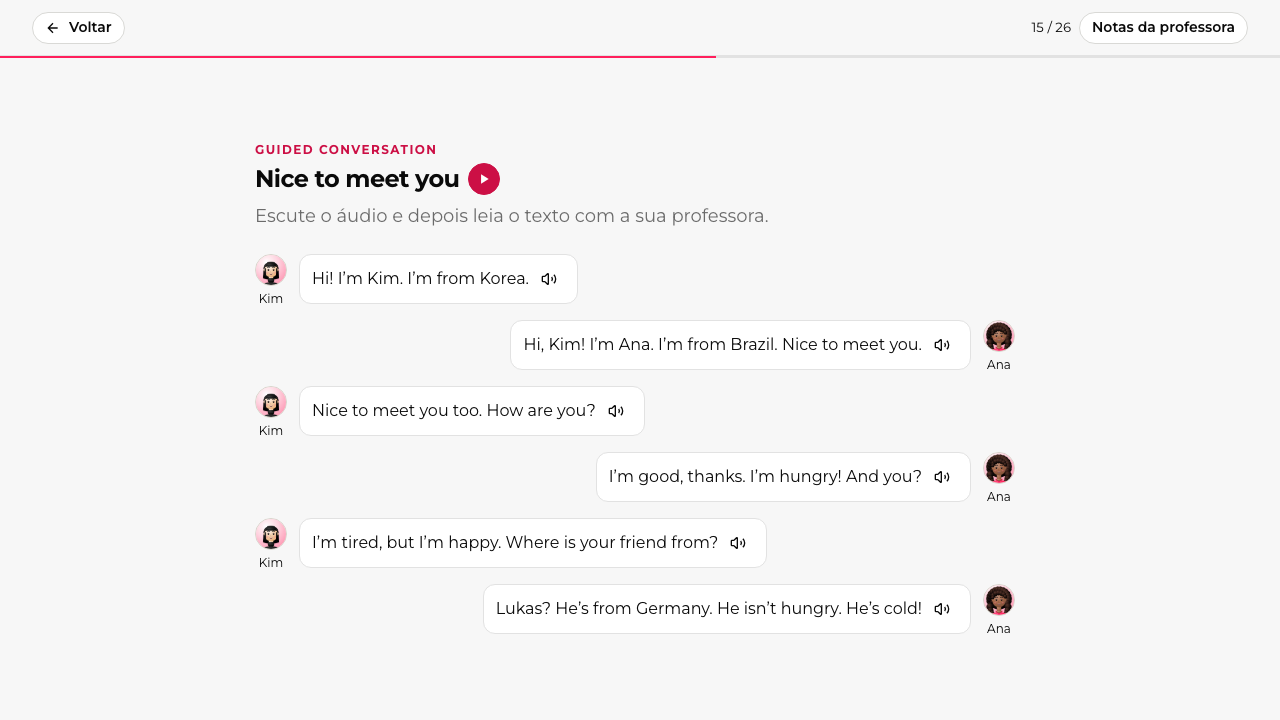 Voltar
15 / 26
Notas da professora
GUIDED CONVERSATION
Nice to meet you
Escute o áudio e depois leia o texto com a sua professora.
Hi! I’m Kim. I’m from Korea.
Kim
Hi, Kim! I’m Ana. I’m from Brazil. Nice to meet you.
Ana
Nice to meet you too. How are you?
Kim
I’m good, thanks. I’m hungry! And you?
Ana
I’m tired, but I’m happy. Where is your friend from?
Kim
Lukas? He’s from Germany. He isn’t hungry. He’s cold!
Ana